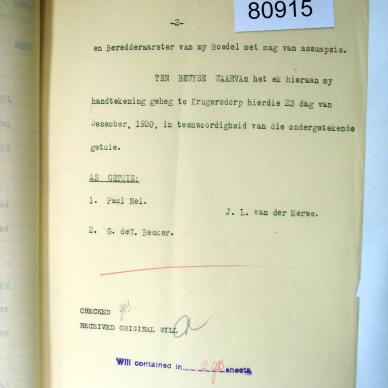 80915
-2-
en Beredderaarster van my Boedel met mag van assumpsie.
TEN BEWYSE WAARVAN het ek hieraan my
handtekening geheg te Krugersdorp hierdie 23 dag van
Desember, 1930, in teenwoordigheid van die ondergetekende
getuie.
AS GETUIE:
1. Paul Nel.
J. L. van der Merwe.
2. G. deW. Becker.
CHECKED
RECEIVED ORIGINAL WILL
Will contained in sheets